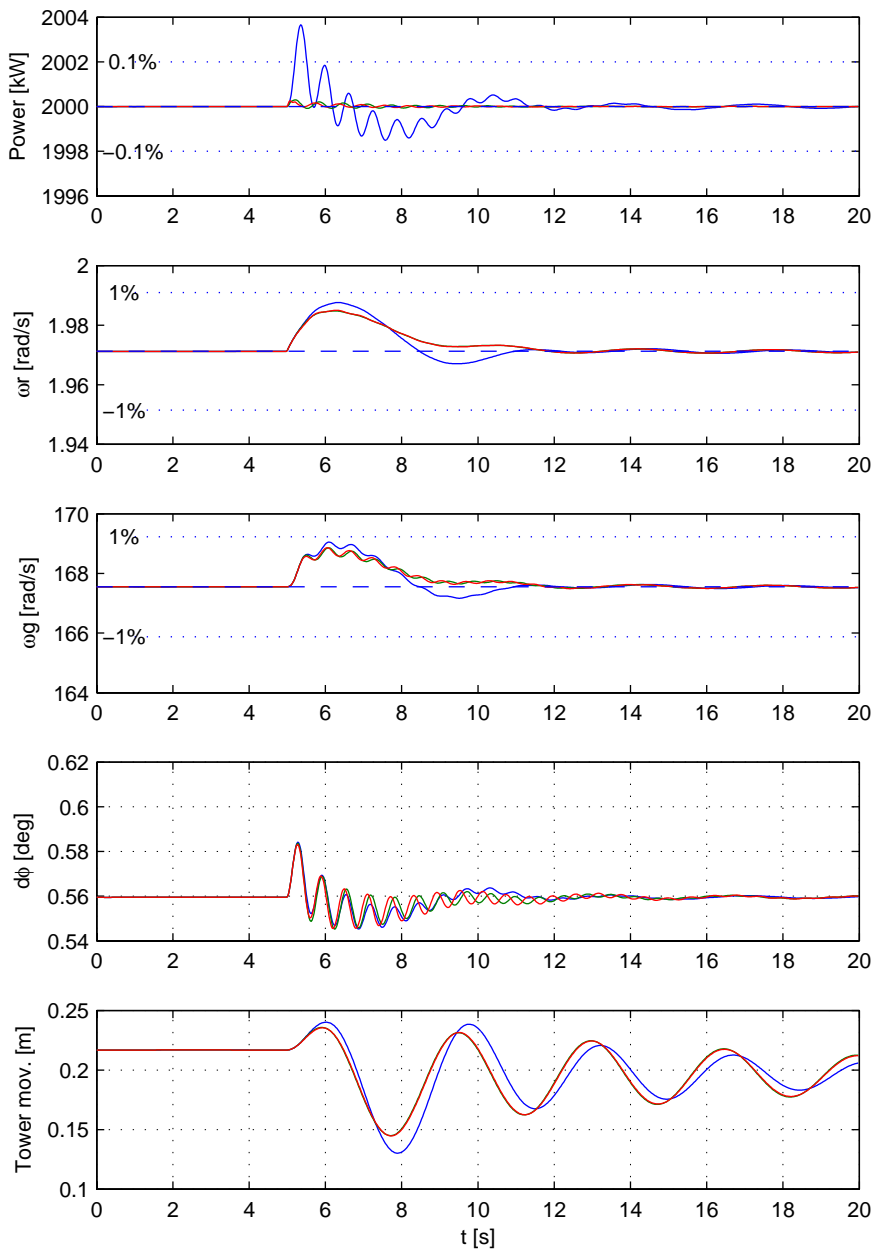 2004
0.1%
2002
Power [kW]
2000
1998
−0.1%
1996
0 2 4 6 8 10 12 14 16 18 20
2
1%
1.98
ωr [rad/s]
1.96
−1%
1.94
0 2 4 6 8 10 12 14 16 18 20
170
1%
168
ωg [rad/s]
166
−1%
164
0 2 4 6 8 10 12 14 16 18 20
0.62
0.6
dϕ [deg]
0.58
0.56
0.54
0 2 4 6 8 10 12 14 16 18 20
0.25
0.2
Tower mov. [m]
0.15
0.1
0 2 4 6 8 10 12 14 16 18 20
t [s]